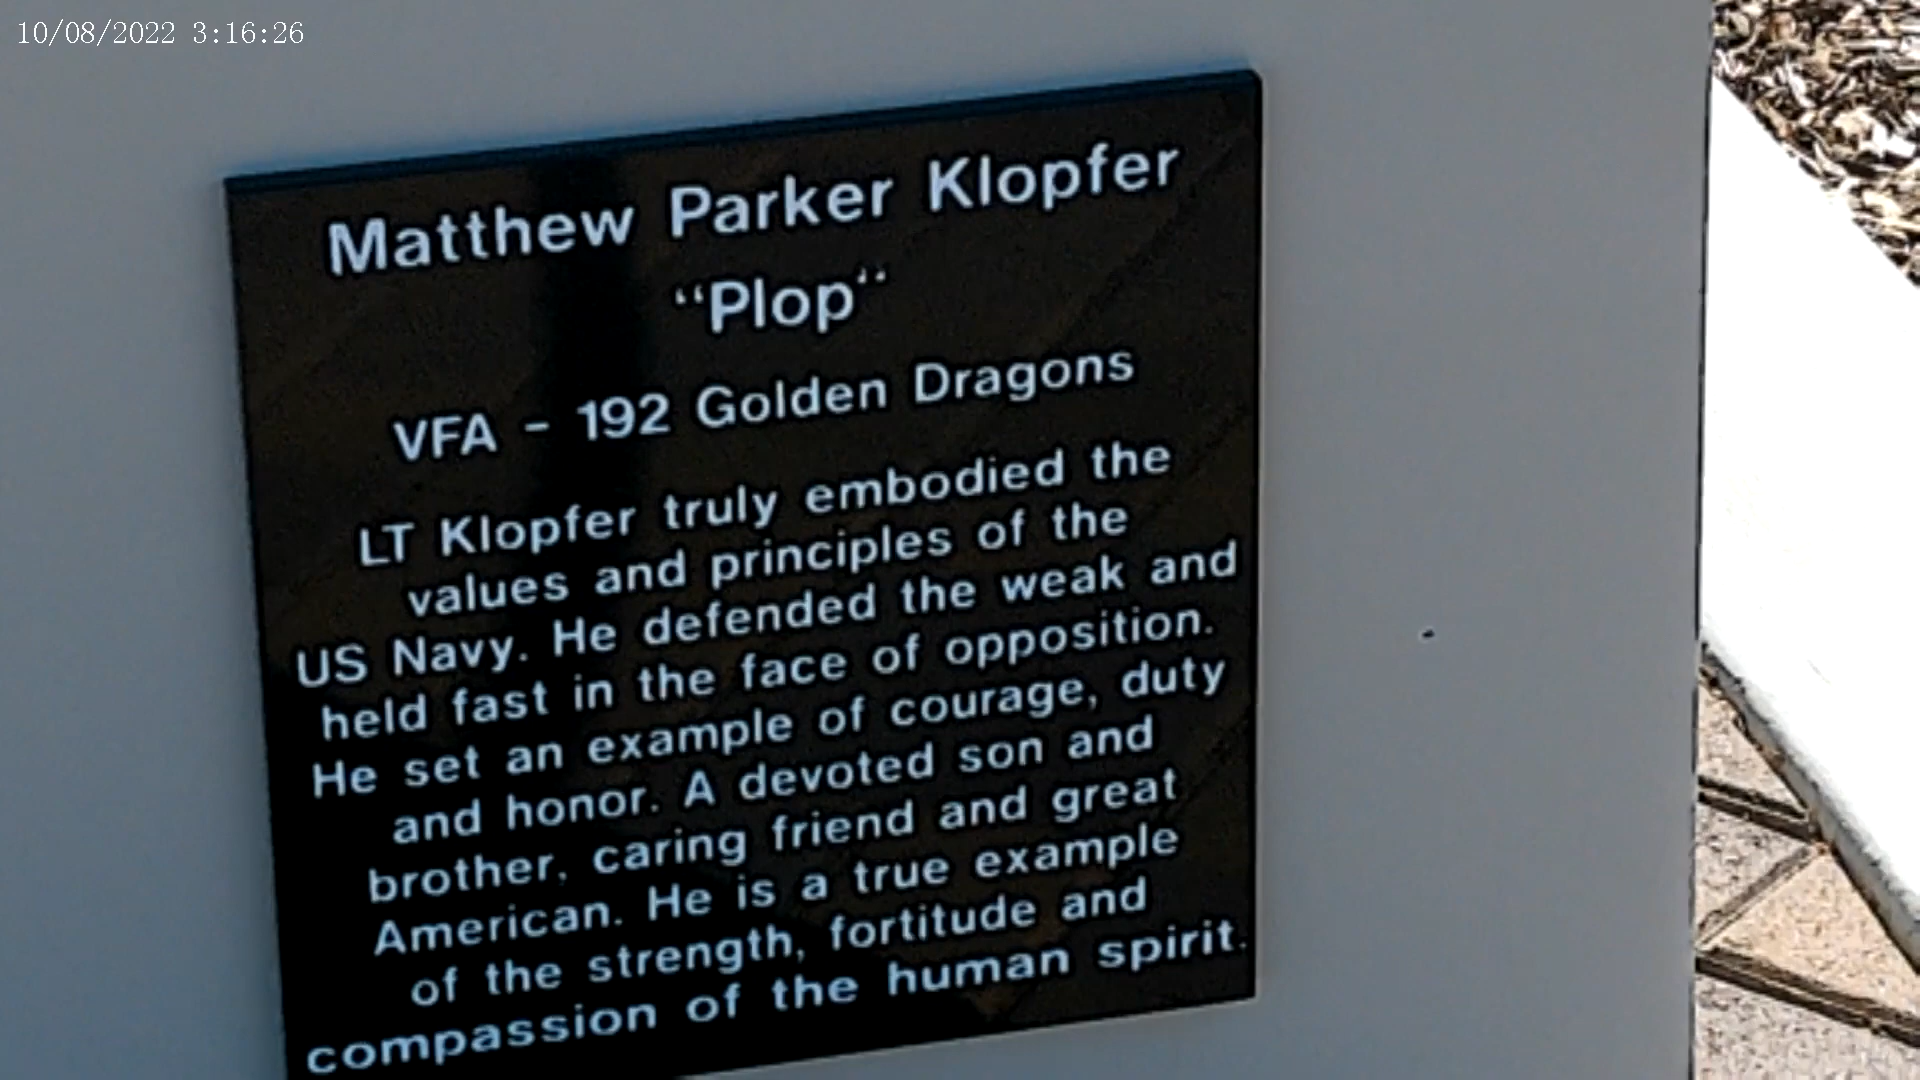 10/08/2022 3:16:26
Matthew Parker Klopfer
“Plop“
VFA - 192 Golden Dragons
LT Klopfer truly embodied the
values and principles of the
US Navy. He defended the weak and
held fast in the face of opposition.
He set an example of courage, duty
and honor. A devoted son and
brother, caring friend and great
American. He is a true example
of the strength, fortitude and
compassion of the human spirit.